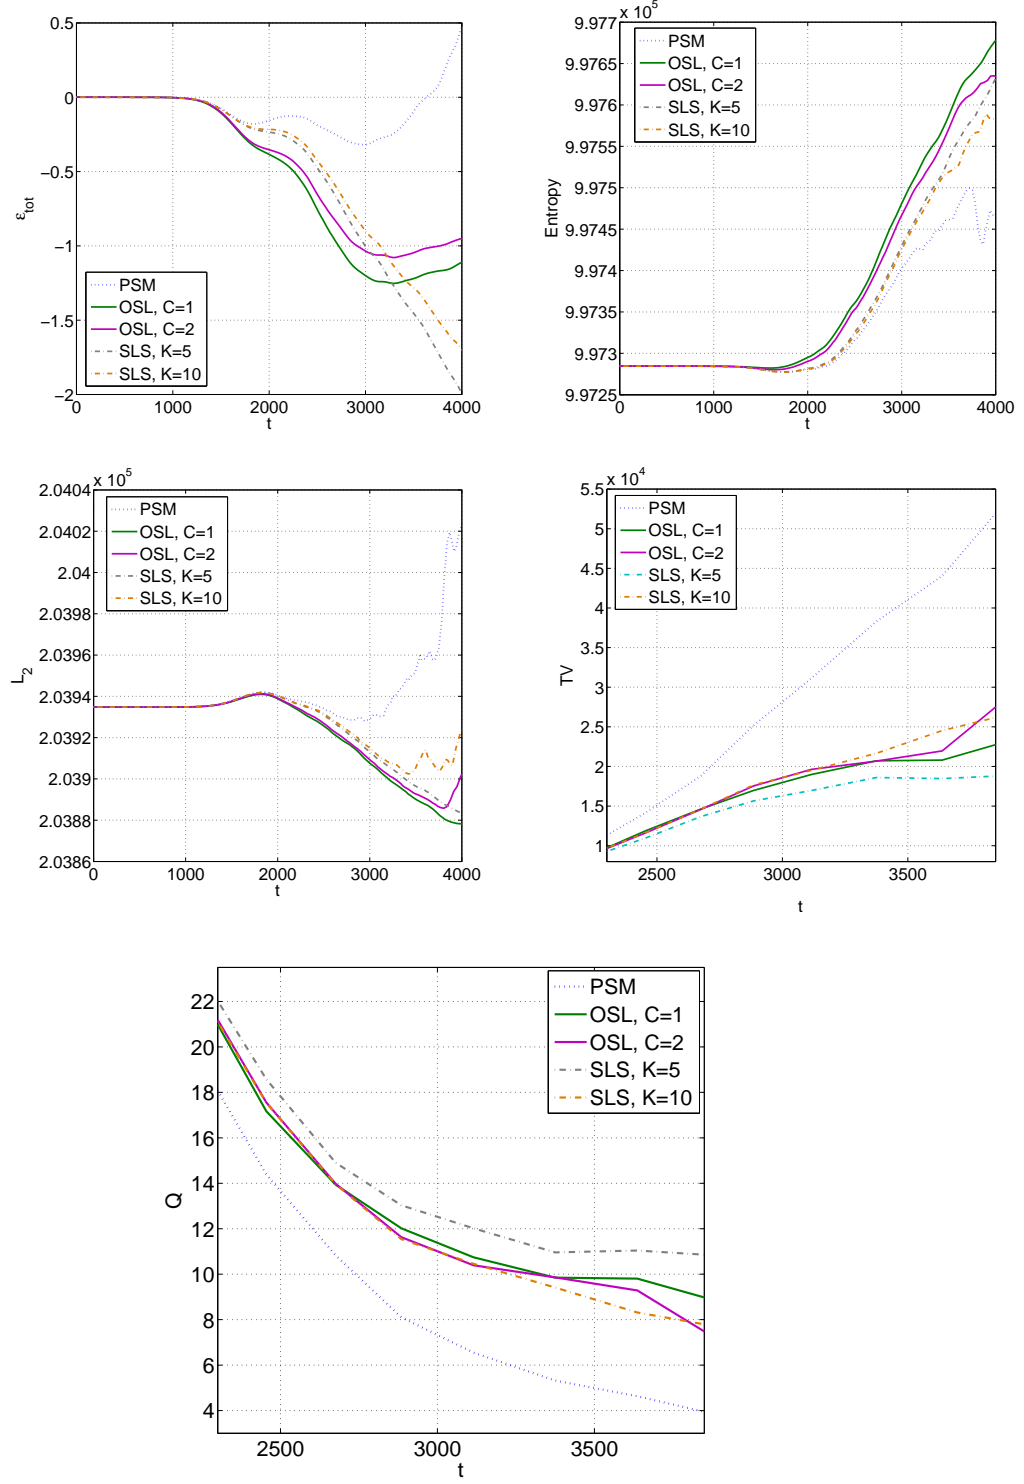 0.5
0
−0.5
−1
−1.5
−2
ε_tot
0 1000 2000 3000 4000
t
PSM
OSL, C=1
OSL, C=2
SLS, K=5
SLS, K=10
x 10^5
9.977
9.9765
9.976
9.9755
9.975
9.9745
9.974
9.9735
9.973
9.9725
Entropy
0 1000 2000 3000 4000
t
PSM
OSL, C=1
OSL, C=2
SLS, K=5
SLS, K=10
x 10^5
2.0404
2.0402
2.04
2.0398
2.0396
2.0394
2.0392
2.039
2.0388
2.0386
L_2
0 1000 2000 3000 4000
t
PSM
OSL, C=1
OSL, C=2
SLS, K=5
SLS, K=10
x 10^4
5.5
5
4.5
4
3.5
3
2.5
2
1.5
1
TV
2500 3000 3500
t
PSM
OSL, C=1
OSL, C=2
SLS, K=5
SLS, K=10
22
20
18
16
14
12
10
8
6
4
Q
2500 3000 3500
t
PSM
OSL, C=1
OSL, C=2
SLS, K=5
SLS, K=10